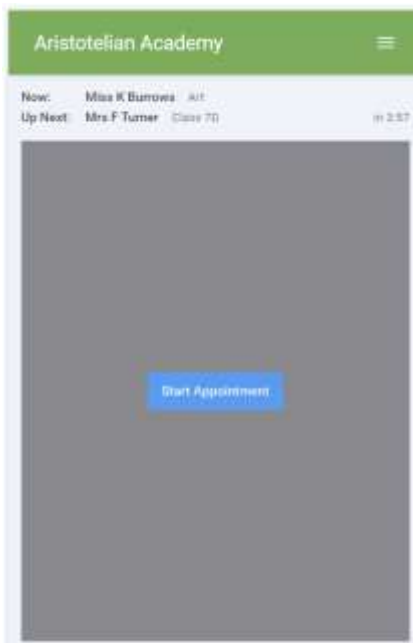 Aristotelian Academy
Now: Miss K Burrows Art
Up Next: Mrs F Turner Class 7G in 2:57
Start Appointment